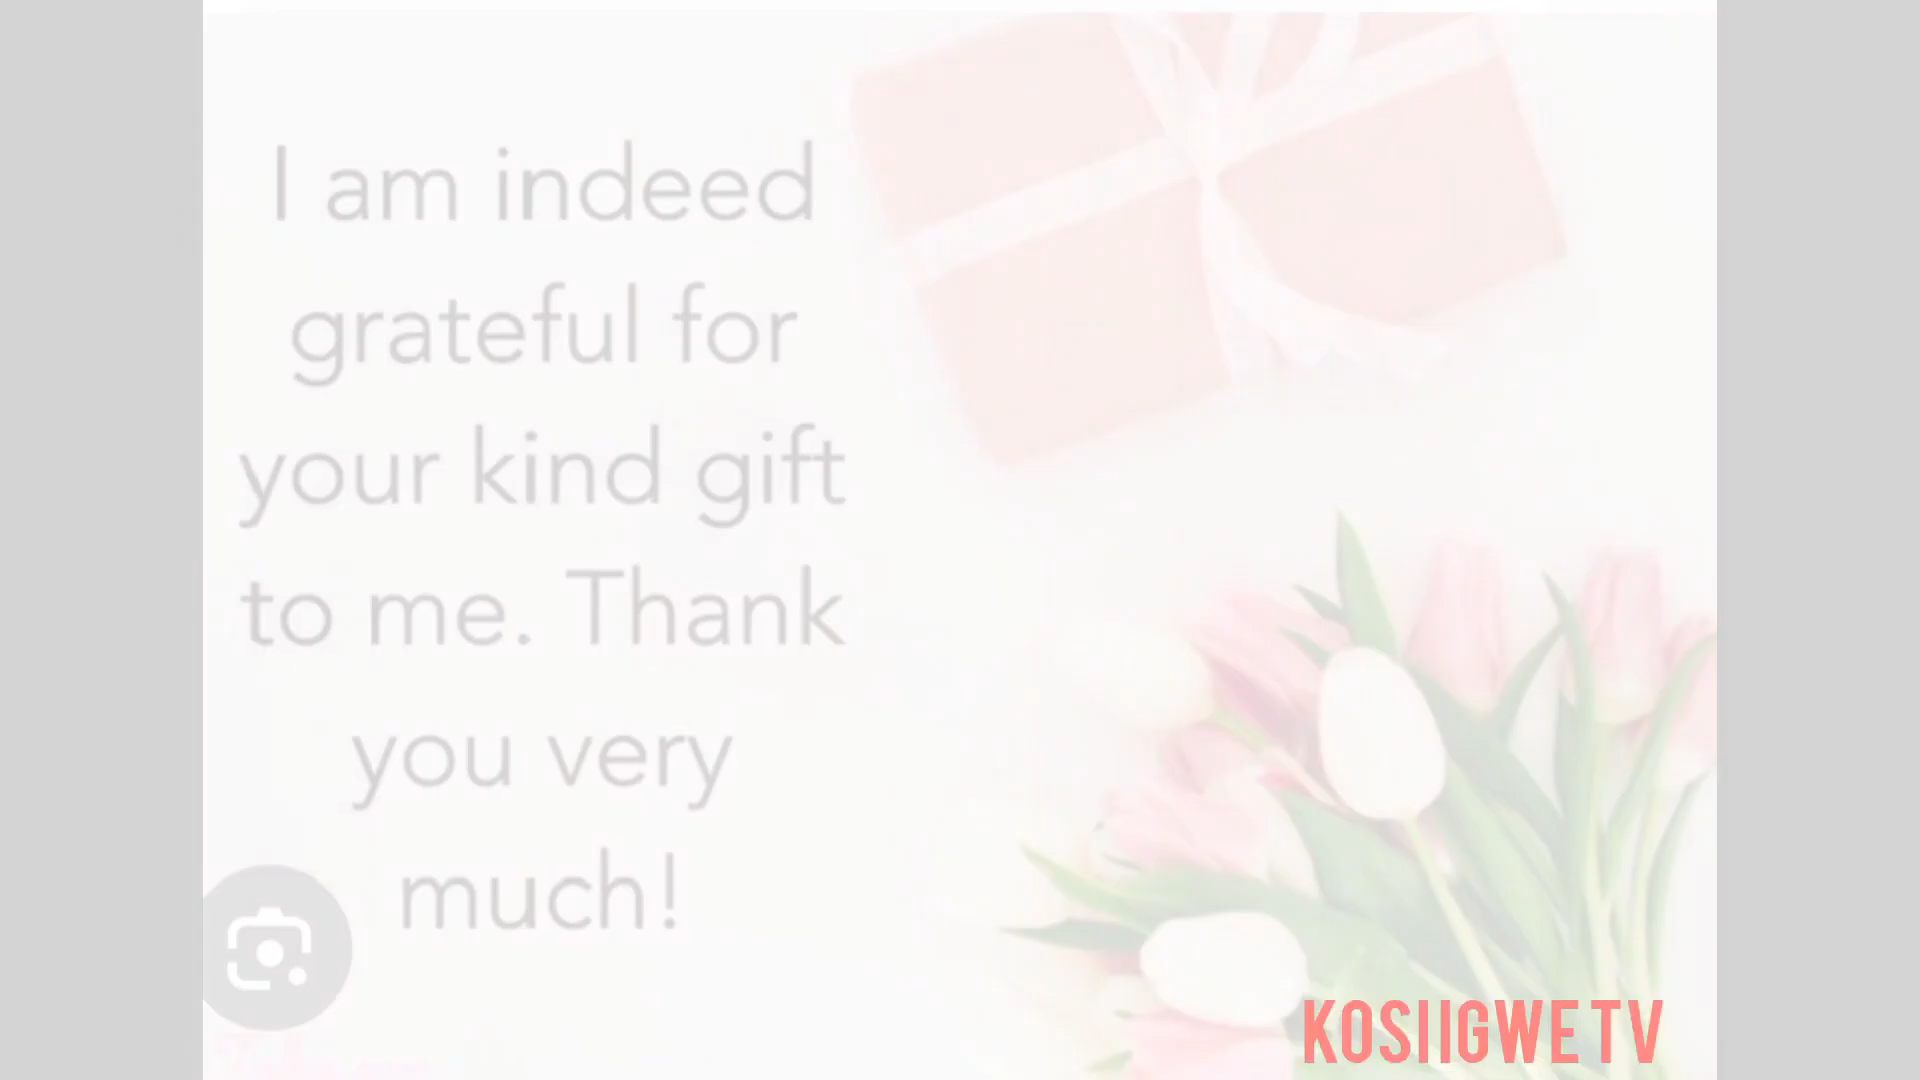 I am indeed
grateful for
your kind gift
to me. Thank
you very
much!
KOSIIGWE TV